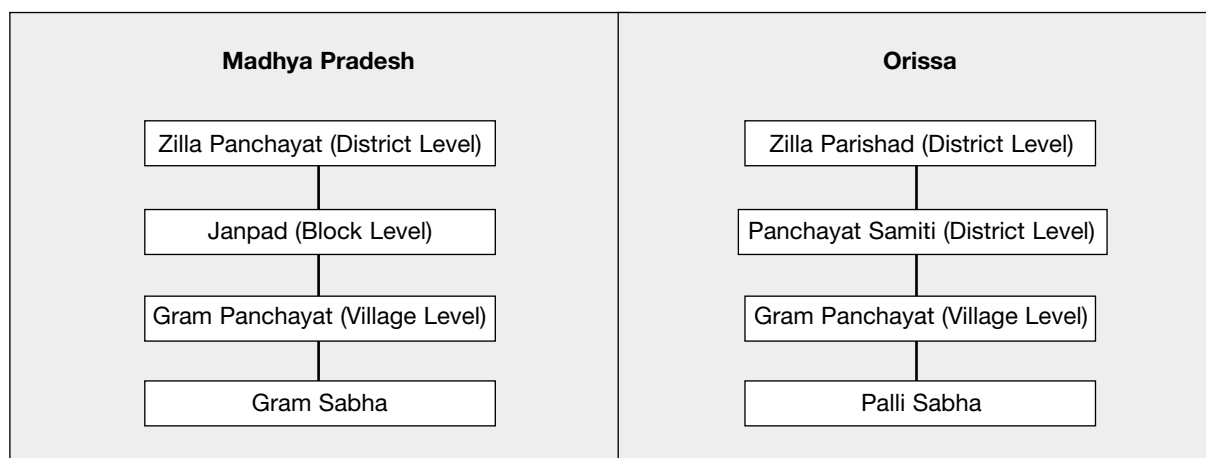 Madhya Pradesh
Zilla Panchayat (District Level)
Janpad (Block Level)
Gram Panchayat (Village Level)
Gram Sabha
Orissa
Zilla Parishad (District Level)
Panchayat Samiti (District Level)
Gram Panchayat (Village Level)
Palli Sabha